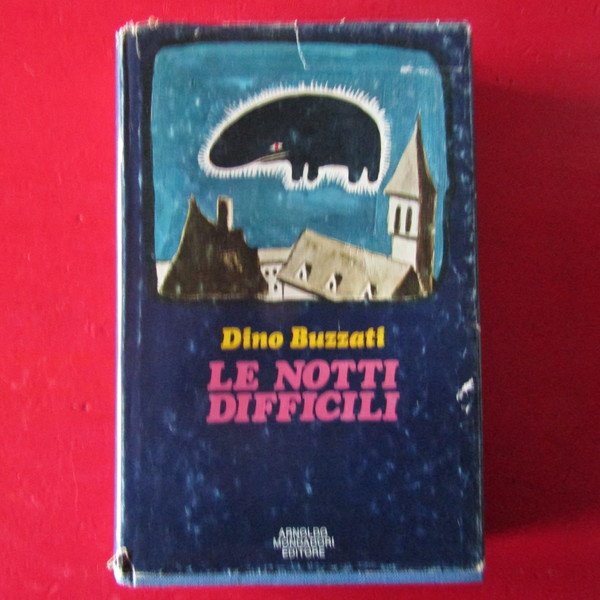 Dino Buzzati
LE NOTTI
DIFFICILI
ARNOLDO
MONDADORI
EDITORE